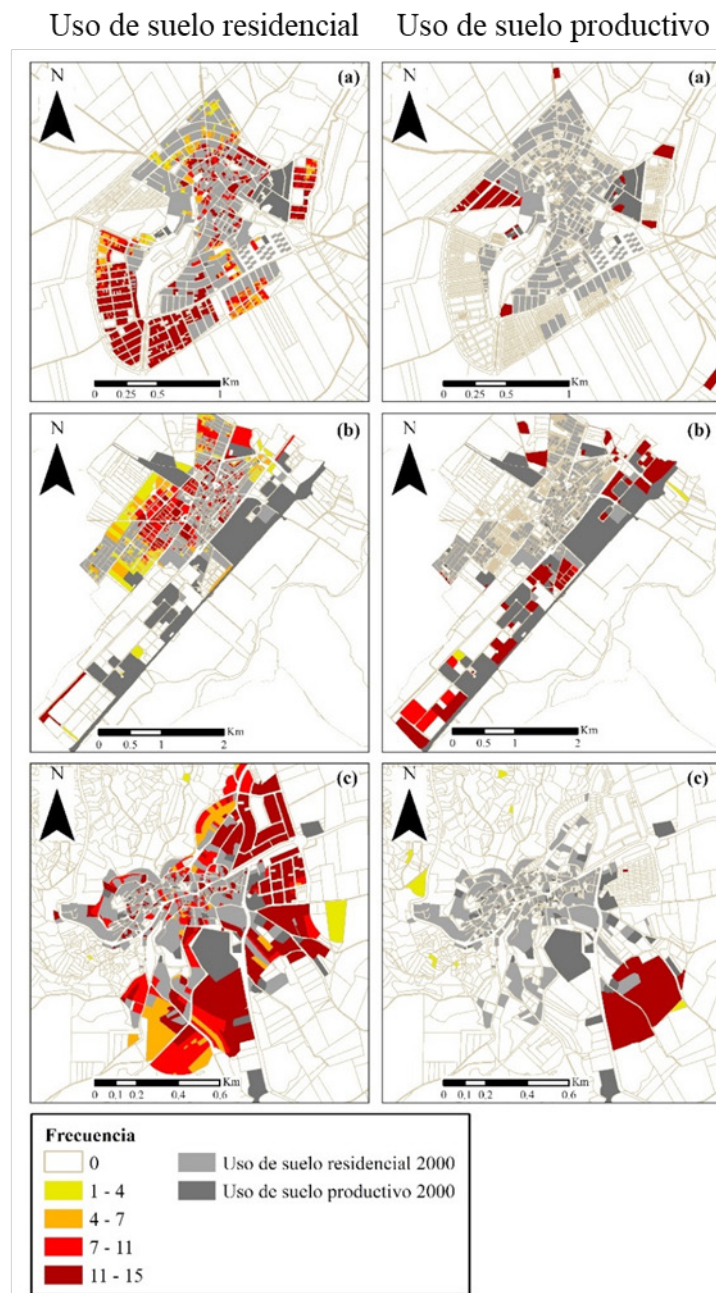 Uso de suelo residencial Uso de suelo productivo
N (a) N (a)
Km Km
0 0.25 0.5 1 0 0.25 0.5 1
N (b) N (b)
Km Km
0 0.5 1 2 0 0.5 1 2
N (c) N (c)
Km Km
0 0,1 0.2 0,4 0.6 0 0,1 0.2 0,4 0.6
Frecuencia
0 Uso de suelo residencial 2000
1 - 4 Uso de suelo productivo 2000
4 - 7
7 - 11
11 - 15